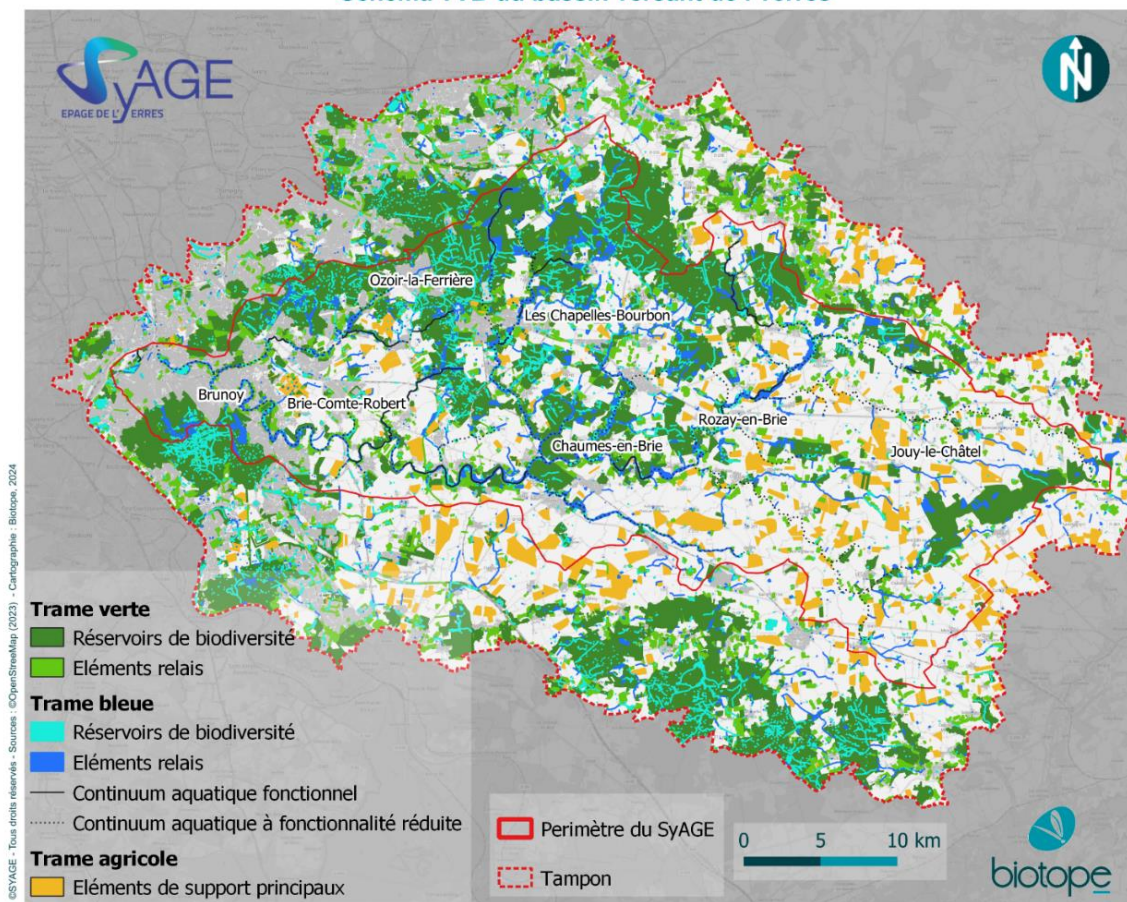 SyAGE
EPAGE DE L'YERRES
N
Ozoir-la-Ferrière
Les Chapelles-Bourbon
Brunoy
Brie-Comte-Robert
Rozay-en-Brie
Chaumes-en-Brie
Jouy-le-Châtel
Trame verte
Réservoirs de biodiversité
Eléments relais
Trame bleue
Réservoirs de biodiversité
Eléments relais
Continuum aquatique fonctionnel
Continuum aquatique à fonctionnalité réduite
Trame agricole
Eléments de support principaux
Perimètre du SyAGE
Tampon
0 5 10 km
biotope
©SYAGE - Tous droits réservés - Sources : ©OpenStreeMap (2023) - Cartographie : Biotope, 2024